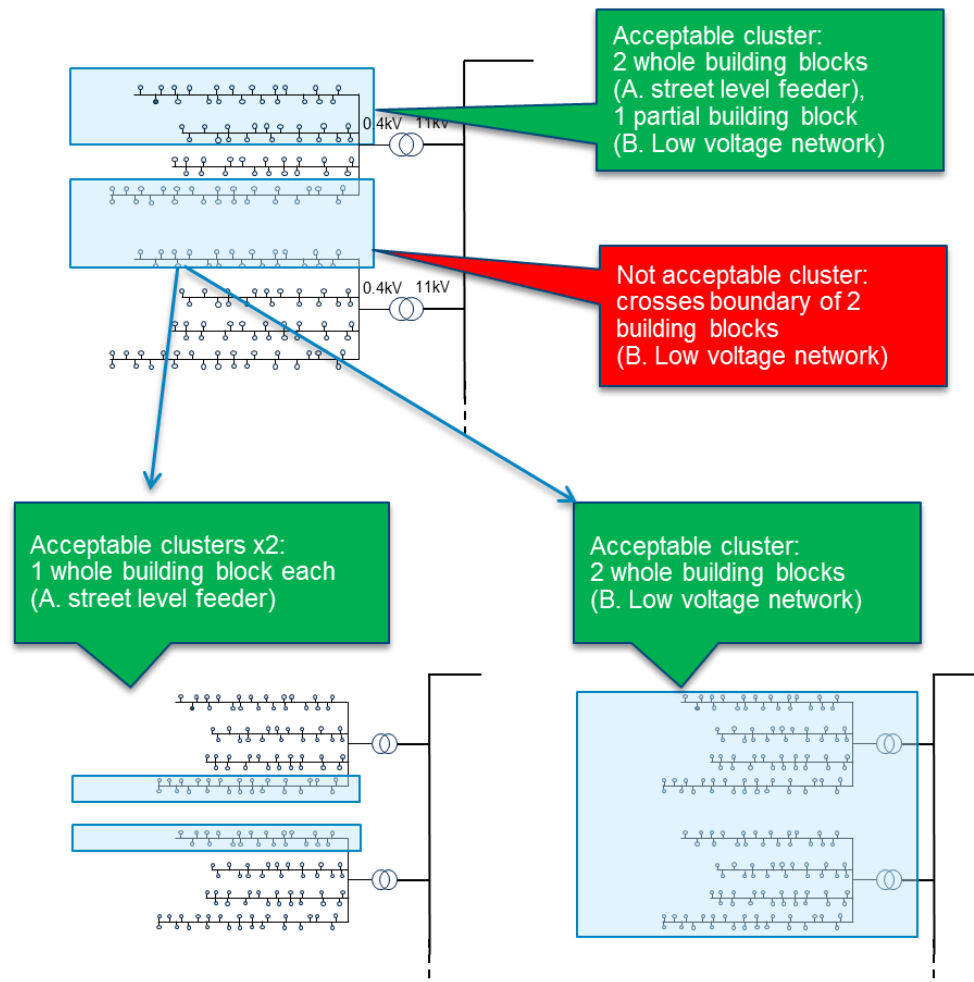 Acceptable cluster:
2 whole building blocks
(A. street level feeder),
1 partial building block
(B. Low voltage network)
0.4kV 11kV
Not acceptable cluster:
crosses boundary of 2
building blocks
(B. Low voltage network)
0.4kV 11kV
Acceptable clusters x2:
1 whole building block each
(A. street level feeder)
Acceptable cluster:
2 whole building blocks
(B. Low voltage network)